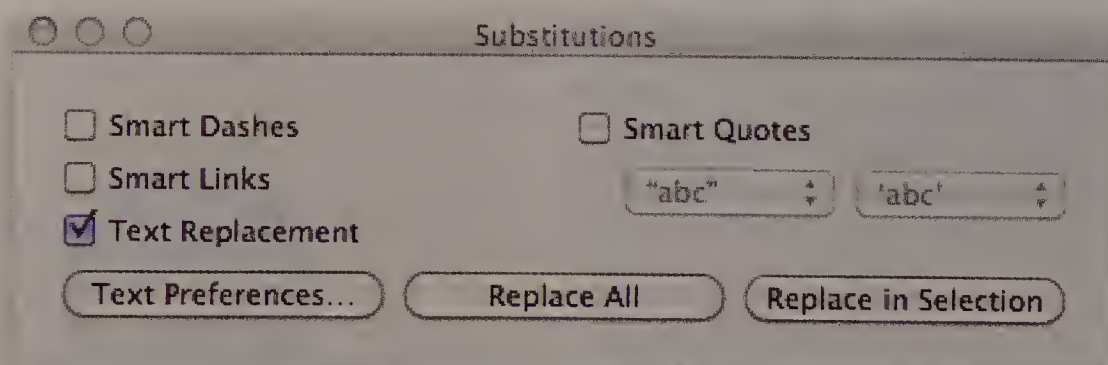 Substitutions
Smart Dashes
Smart Quotes
Smart Links
"abc"
'abc'
Text Replacement
Text Preferences...
Replace All
Replace in Selection